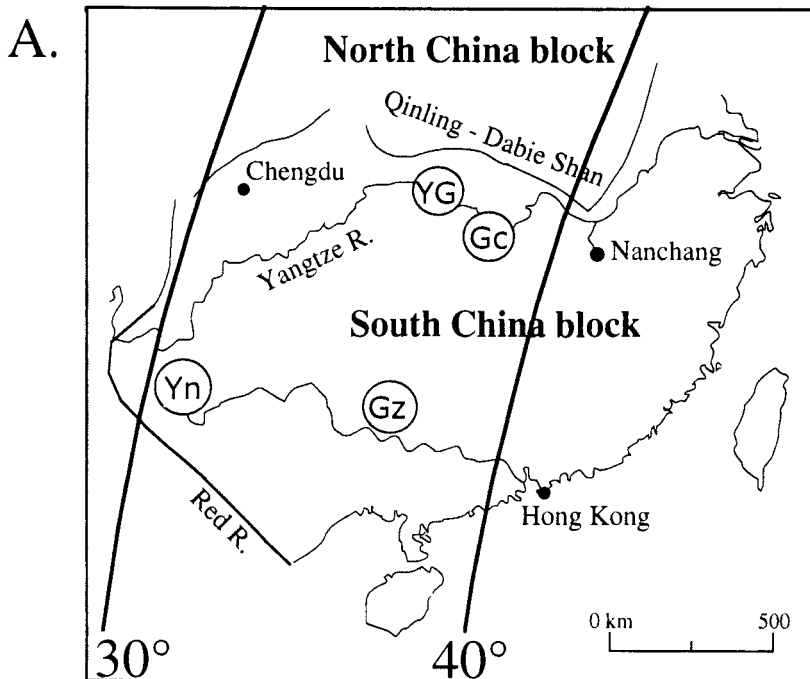 A.
North China block
Qinling - Dabie Shan
Chengdu
YG
Gc
Yangtze R.
Nanchang
South China block
Yn
Gz
Red R.
Hong Kong
0 km 500
30°
40°